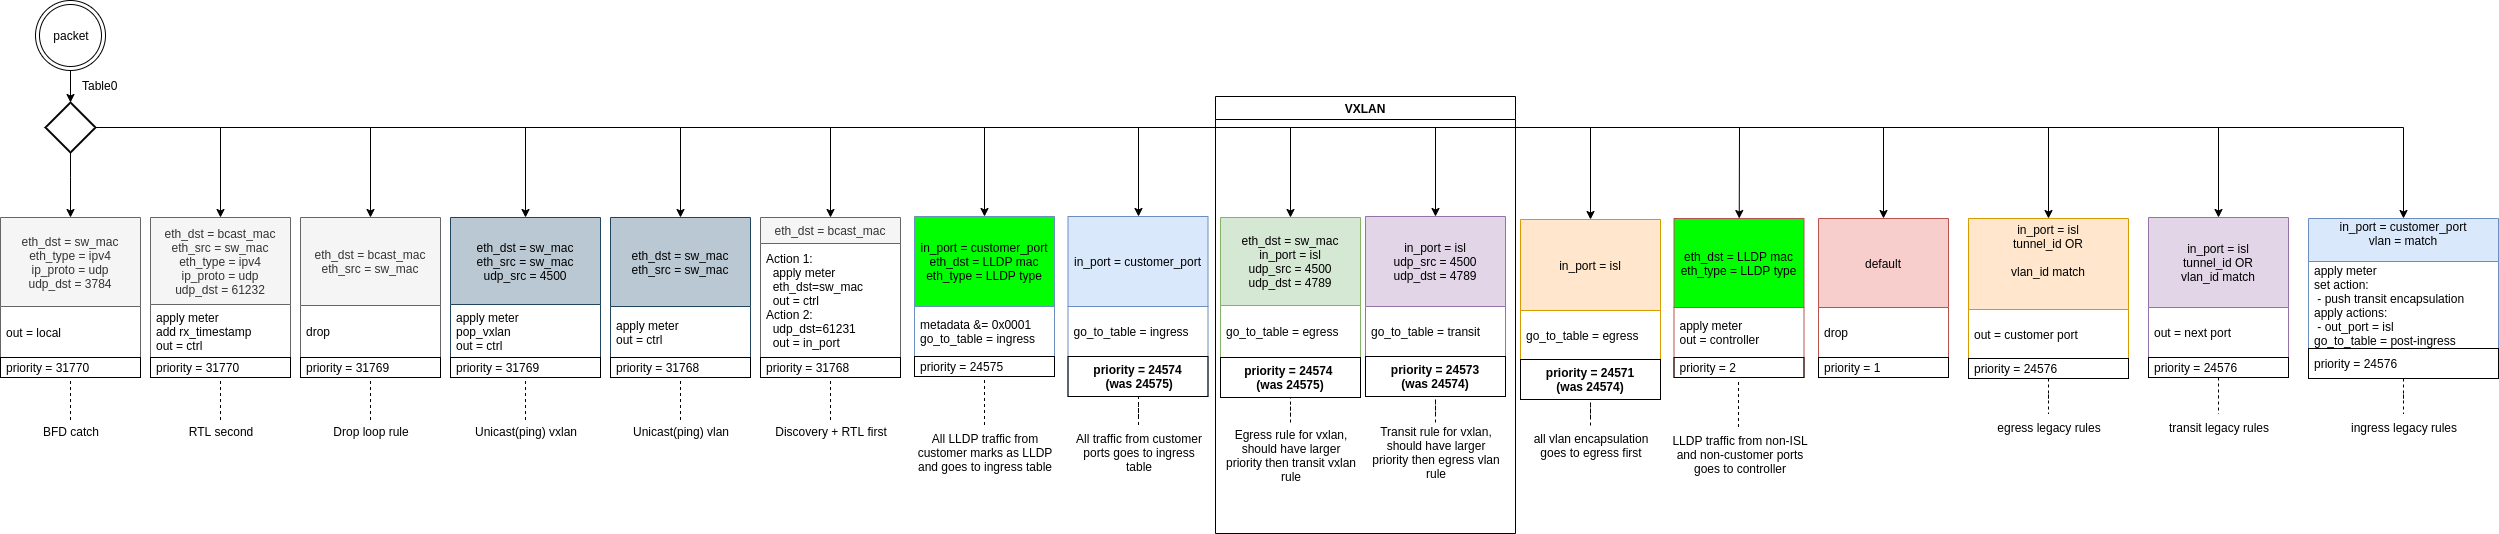 packet
Table0
VXLAN
eth_dst = sw_mac
eth_type = ipv4
ip_proto = udp
udp_dst = 3784
out = local
priority = 31770
BFD catch
eth_dst = bcast_mac
eth_src = sw_mac
eth_type = ipv4
ip_proto = udp
udp_dst = 61232
apply meter
add rx_timestamp
out = ctrl
priority = 31770
RTL second
eth_dst = bcast_mac
eth_src = sw_mac
drop
priority = 31769
Drop loop rule
eth_dst = sw_mac
eth_src = sw_mac
udp_src = 4500
apply meter
pop_vxlan
out = ctrl
priority = 31769
Unicast(ping) vxlan
eth_dst = sw_mac
eth_src = sw_mac
apply meter
out = ctrl
priority = 31768
Unicast(ping) vlan
eth_dst = bcast_mac
Action 1:
apply meter
eth_dst=sw_mac
out = ctrl
Action 2:
udp_dst=61231
out = in_port
priority = 31768
Discovery + RTL first
in_port = customer_port
eth_dst = LLDP mac
eth_type = LLDP type
metadata &= 0x0001
go_to_table = ingress
priority = 24575
All LLDP traffic from
customer marks as LLDP
and goes to ingress table
in_port = customer_port
go_to_table = ingress
priority = 24574
(was 24575)
All traffic from customer
ports goes to ingress
table
eth_dst = sw_mac
in_port = isl
udp_src = 4500
udp_dst = 4789
go_to_table = egress
priority = 24574
(was 24575)
Egress rule for vxlan,
should have larger
priority then transit vxlan
rule
in_port = isl
udp_src = 4500
udp_dst = 4789
go_to_table = transit
priority = 24573
(was 24574)
Transit rule for vxlan,
should have larger
priority then egress vlan
rule
in_port = isl
go_to_table = egress
priority = 24571
(was 24574)
all vlan encapsulation
goes to egress first
eth_dst = LLDP mac
eth_type = LLDP type
apply meter
out = controller
priority = 2
LLDP traffic from non-ISL
and non-customer ports
goes to controller
default
drop
priority = 1
in_port = isl
tunnel_id OR
vlan_id match
out = customer port
priority = 24576
egress legacy rules
in_port = isl
tunnel_id OR
vlan_id match
out = next port
priority = 24576
transit legacy rules
in_port = customer_port
vlan = match
apply meter
set action:
- push transit encapsulation
apply actions:
- out_port = isl
go_to_table = post-ingress
priority = 24576
ingress legacy rules